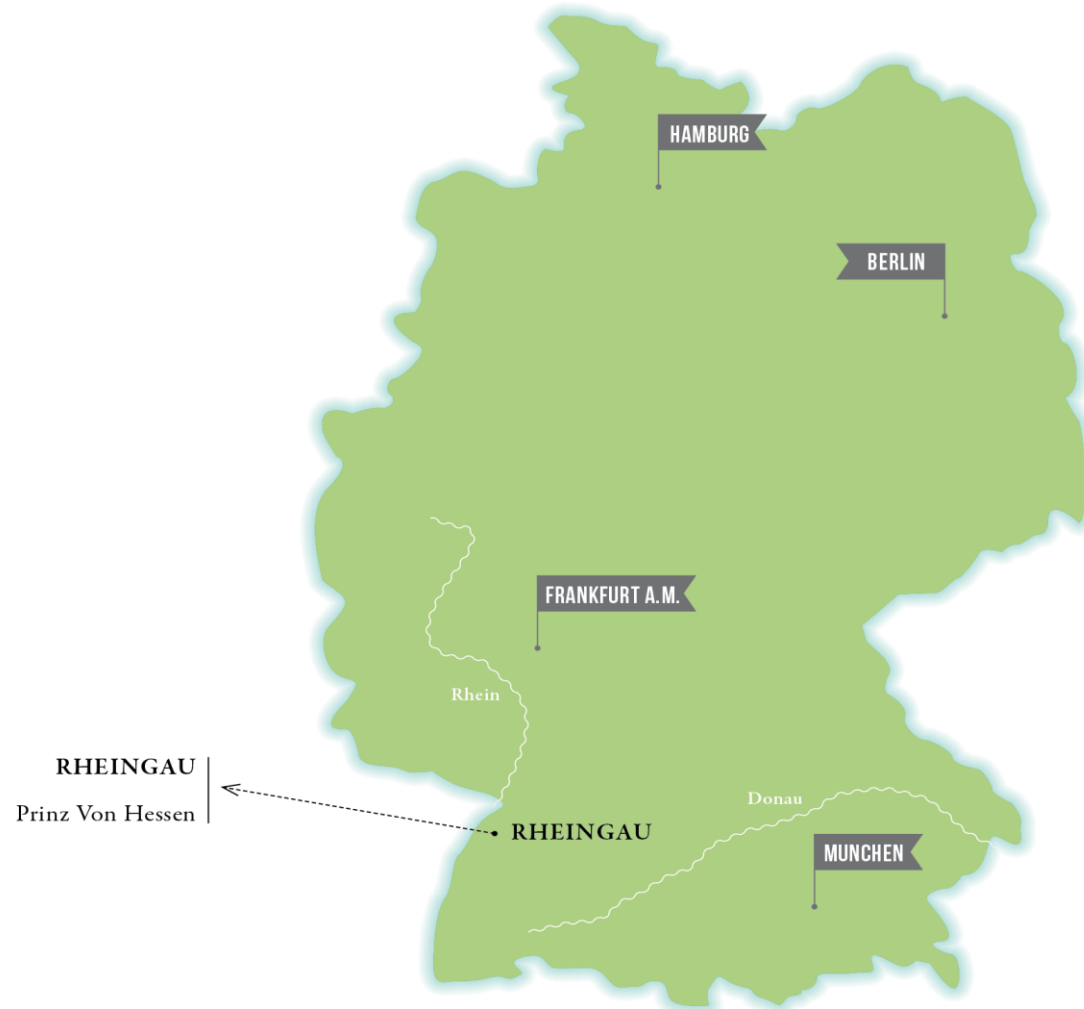 HAMBURG
BERLIN
FRANKFURT A.M.
Rhein
RHEINGAU
Prinz Von Hessen
RHEINGAU
Donau
MUNCHEN